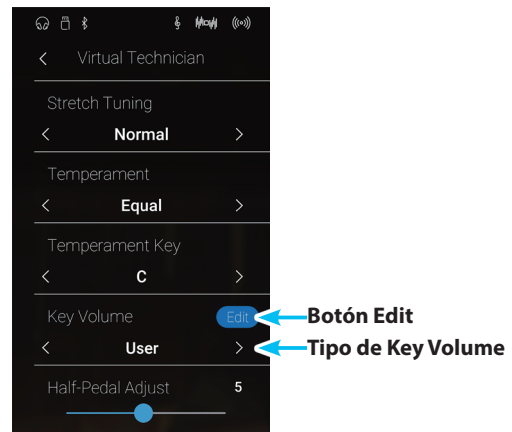 Virtual Technician
Stretch Tuning
Normal
Temperament
Equal
Temperament Key
C
Key Volume Edit Botón Edit
User Tipo de Key Volume
Half-Pedal Adjust 5